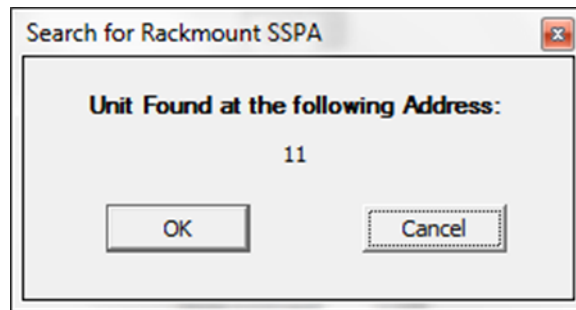 Search for Rackmount SSPA
Unit Found at the following Address:
11
OK
Cancel